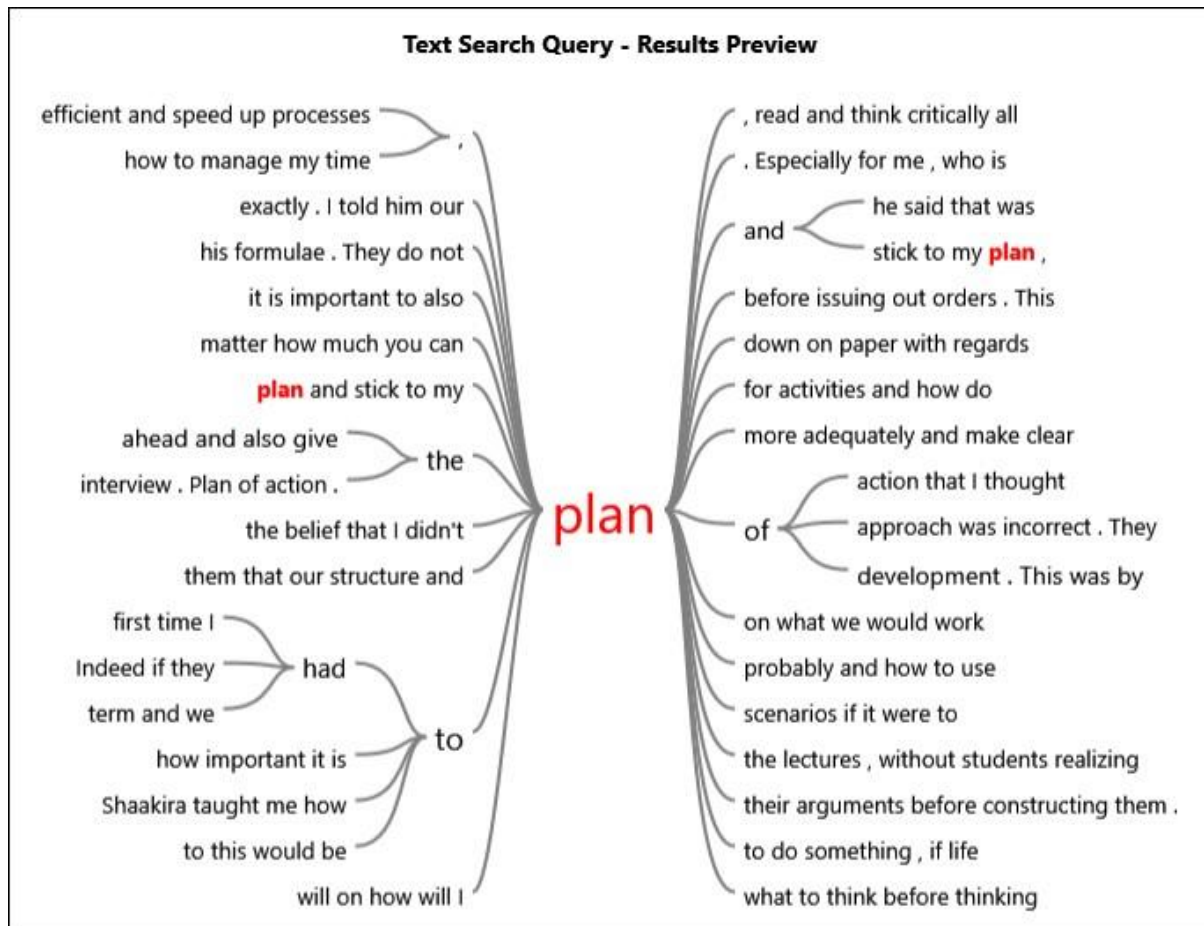 Text Search Query - Results Preview
efficient and speed up processes
how to manage my time
,
exactly . I told him our
his formulae . They do not
it is important to also
matter how much you can
plan and stick to my
ahead and also give
interview . Plan of action .
the
the belief that I didn't
them that our structure and
first time I
Indeed if they
term and we
had
how important it is
Shaakira taught me how
to this would be
to
will on how will I
plan
, read and think critically all
. Especially for me , who is
and
he said that was
stick to my plan ,
before issuing out orders . This
down on paper with regards
for activities and how do
more adequately and make clear
of
action that I thought
approach was incorrect . They
development . This was by
on what we would work
probably and how to use
scenarios if it were to
the lectures , without students realizing
their arguments before constructing them .
to do something , if life
what to think before thinking